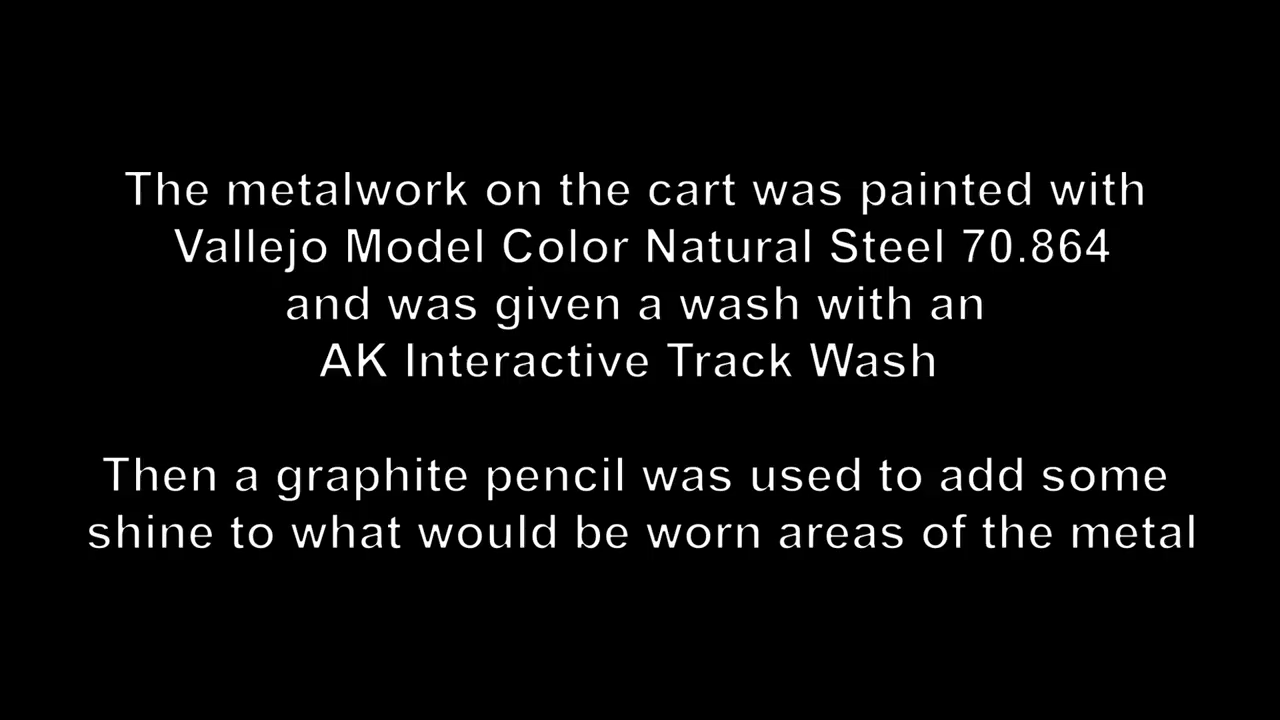 The metalwork on the cart was painted with
Vallejo Model Color Natural Steel 70.864
and was given a wash with an
AK Interactive Track Wash
Then a graphite pencil was used to add some
shine to what would be worn areas of the metal